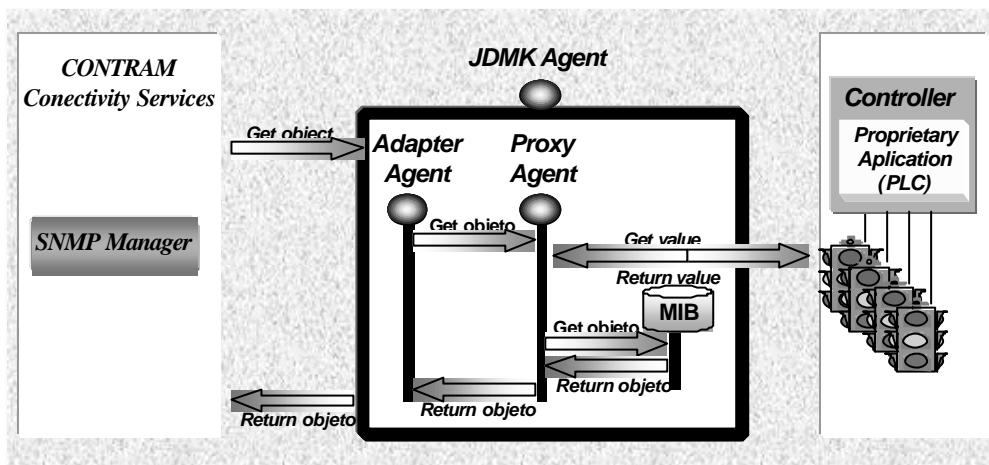 CONTRAM
Conectivity Services
SNMP Manager
Get object
Return objeto
JDMK Agent
Adapter
Agent
Proxy
Agent
Get objeto
Get value
Return value
MIB
Get objeto
Return objeto
Return objeto
Controller
Proprietary
Aplication
(PLC)